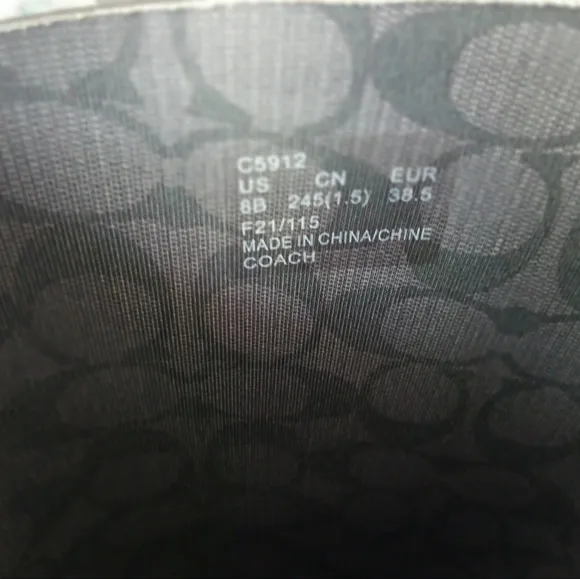 C5912
US CN EUR
8B 245(1.5) 38.5
F21/115
MADE IN CHINA/CHINE
COACH